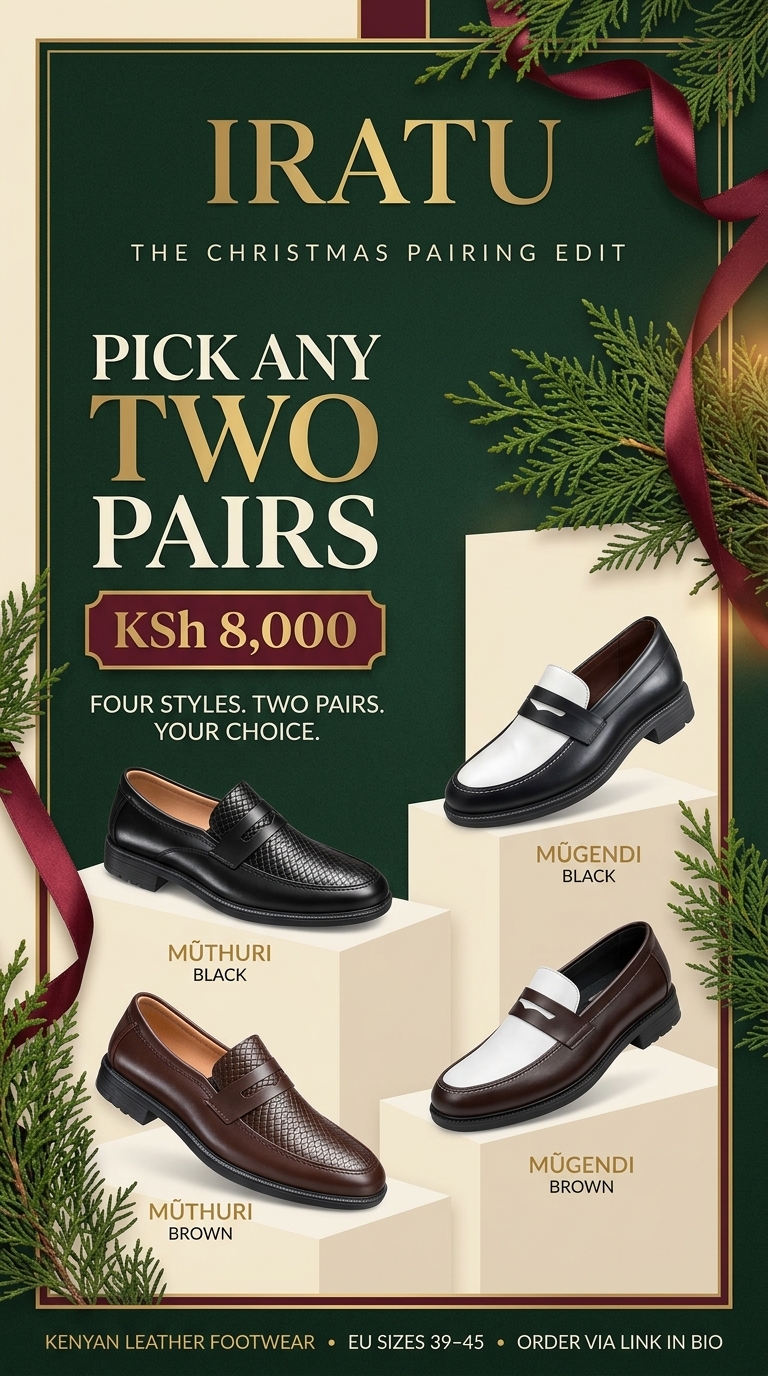 IRATU
THE CHRISTMAS PAIRING EDIT
PICK ANY
TWO
PAIRS
KSh 8,000
FOUR STYLES. TWO PAIRS.
YOUR CHOICE.
MŨGENDI
BLACK
MŨTHURI
BLACK
MŨGENDI
BROWN
MŨTHURI
BROWN
KENYAN LEATHER FOOTWEAR • EU SIZES 39–45 • ORDER VIA LINK IN BIO